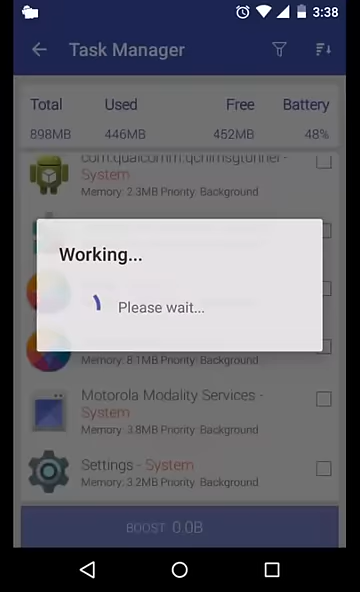 3:38
Task Manager
Total Used Free Battery
898MB 446MB 452MB 48%
com.qualcomm.qcrilmsgtunnel -
System
Memory: 2.3MB Priority: Background
Working...
Please wait...
Memory: 8.1MB Priority: Background
Motorola Modality Services -
System
Memory: 3.8MB Priority: Background
Settings - System
Memory: 3.2MB Priority: Background
BOOST 0.0B